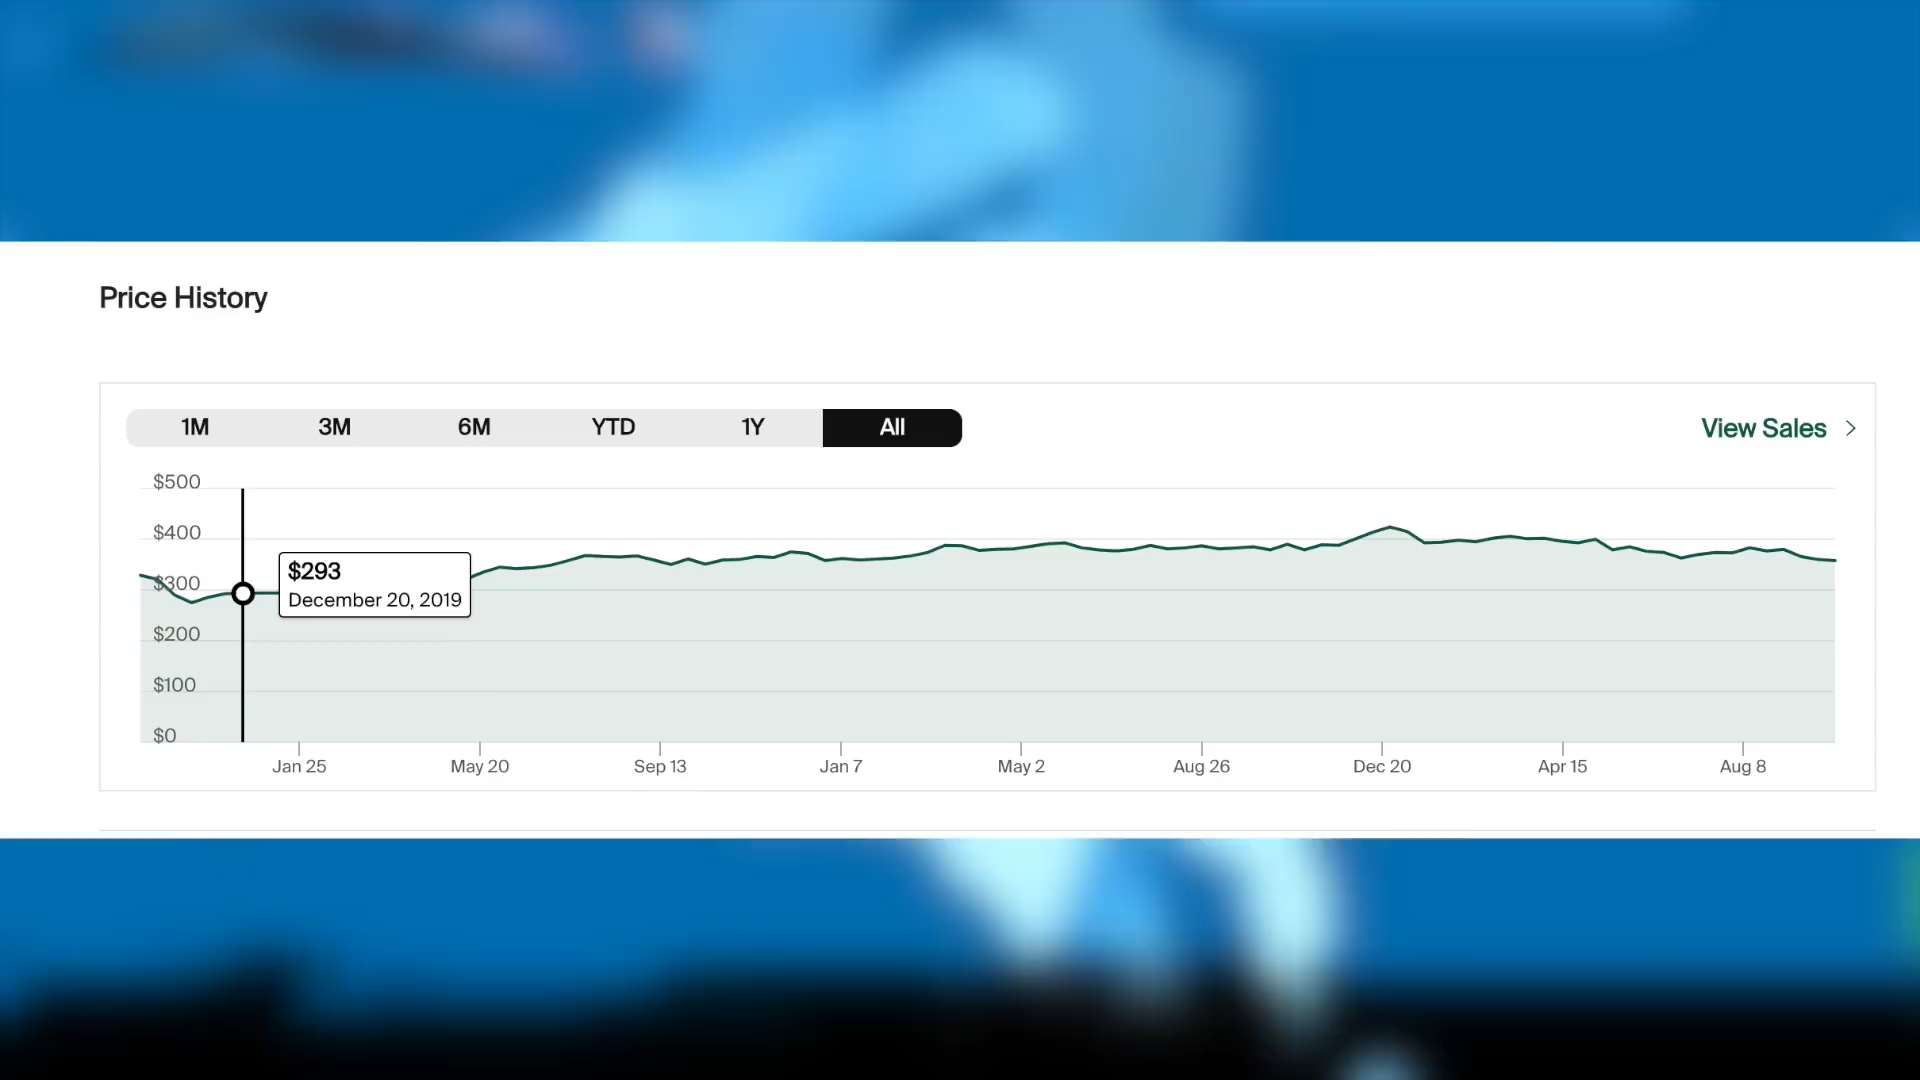 Price History
1M 3M 6M YTD 1Y All
View Sales
$500
$400
$300
$200
$100
$0
$293
December 20, 2019
Jan 25 May 20 Sep 13 Jan 7 May 2 Aug 26 Dec 20 Apr 15 Aug 8